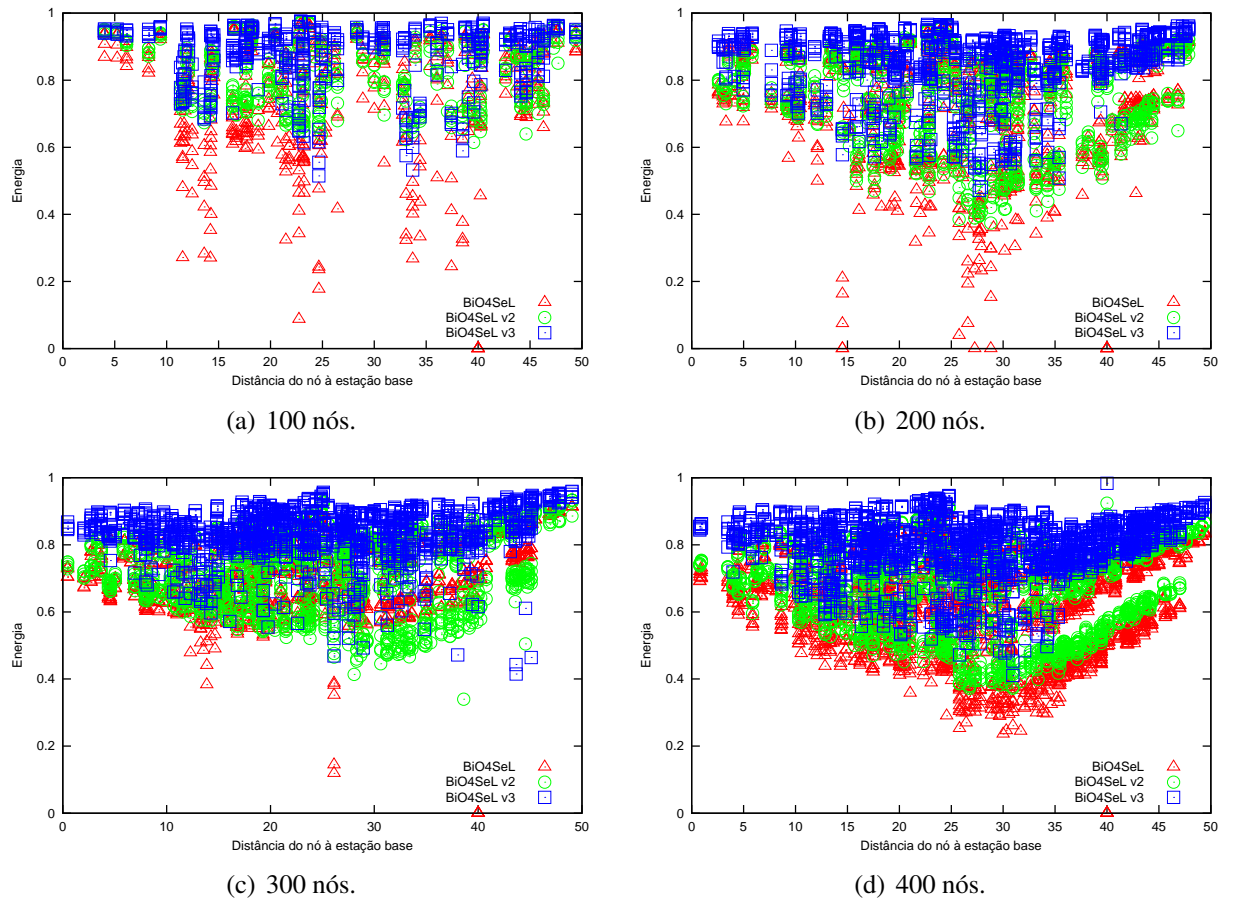 1
0.8
0.6
0.4
0.2
0
Energia
0 5 10 15 20 25 30 35 40 45 50
Distância do nó à estação base
BiO4SeL
BiO4SeL v2
BiO4SeL v3
(a) 100 nós.
1
0.8
0.6
0.4
0.2
0
Energia
0 5 10 15 20 25 30 35 40 45 50
Distância do nó à estação base
BiO4SeL
BiO4SeL v2
BiO4SeL v3
(b) 200 nós.
1
0.8
0.6
0.4
0.2
0
Energia
0 5 10 15 20 25 30 35 40 45 50
Distância do nó à estação base
BiO4SeL
BiO4SeL v2
BiO4SeL v3
(c) 300 nós.
1
0.8
0.6
0.4
0.2
0
Energia
0 5 10 15 20 25 30 35 40 45 50
Distância do nó à estação base
BiO4SeL
BiO4SeL v2
BiO4SeL v3
(d) 400 nós.